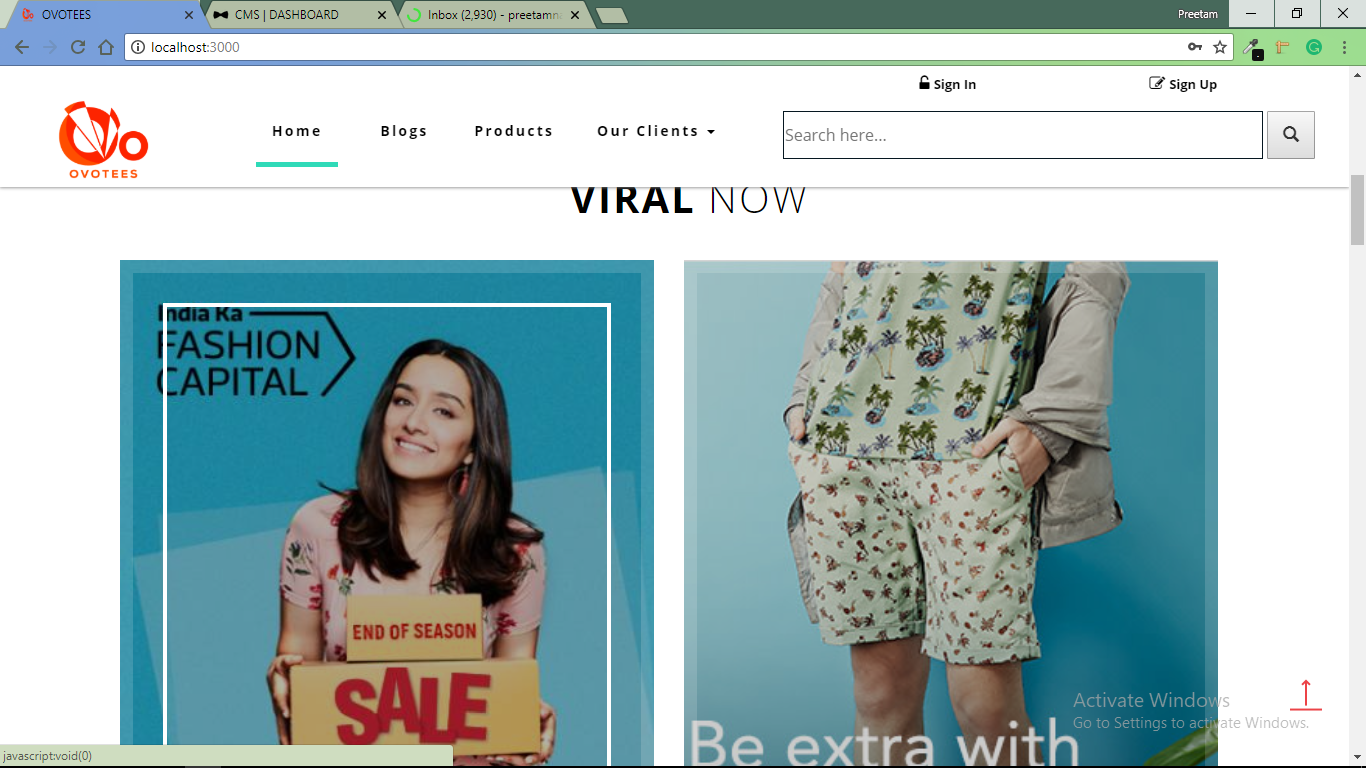 OVOTEES
CMS | DASHBOARD
Inbox (2,930) - preetamn
Preetam
localhost:3000
Sign In
Sign Up
Home
Blogs
Products
Our Clients
Search here...
OVOTEES
VIRAL NOW
India Ka
FASHION
CAPITAL
END OF SEASON
SALE
Be extra with
Activate Windows
Go to Settings to activate Windows.
javascript:void(0)